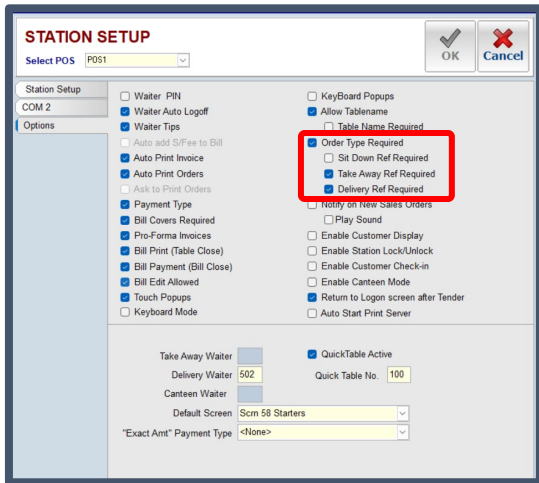 STATION SETUP
Select POS POS1
OK
Cancel
Station Setup
COM 2
Options
Waiter PIN
Waiter Auto Logoff
Waiter Tips
Auto add S/Fee to Bill
Auto Print Invoice
Auto Print Orders
Ask to Print Orders
Payment Type
Bill Covers Required
Pro-Forma Invoices
Bill Print (Table Close)
Bill Payment (Bill Close)
Bill Edit Allowed
Touch Popups
Keyboard Mode
KeyBoard Popups
Allow Tablename
Table Name Required
Order Type Required
Sit Down Ref Required
Take Away Ref Required
Delivery Ref Required
Notify on New Sales Orders
Play Sound
Enable Customer Display
Enable Station Lock/Unlock
Enable Customer Check-in
Enable Canteen Mode
Return to Logon screen after Tender
Auto Start Print Server
Take Away Waiter
Delivery Waiter 502
Canteen Waiter
Default Screen Scrn 58 Starters
"Exact Amt" Payment Type <None>
QuickTable Active
Quick Table No. 100